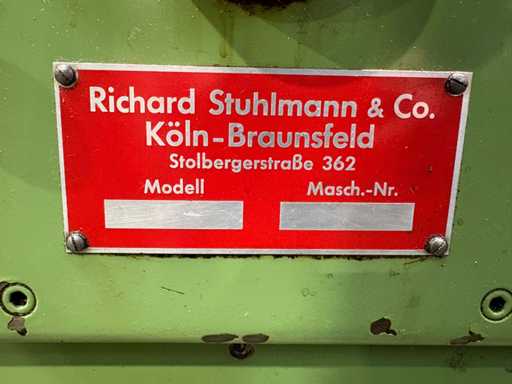 Richard Stuhlmann & Co.
Köln-Braunsfeld
Stolbergerstraße 362
Modell Masch.-Nr.